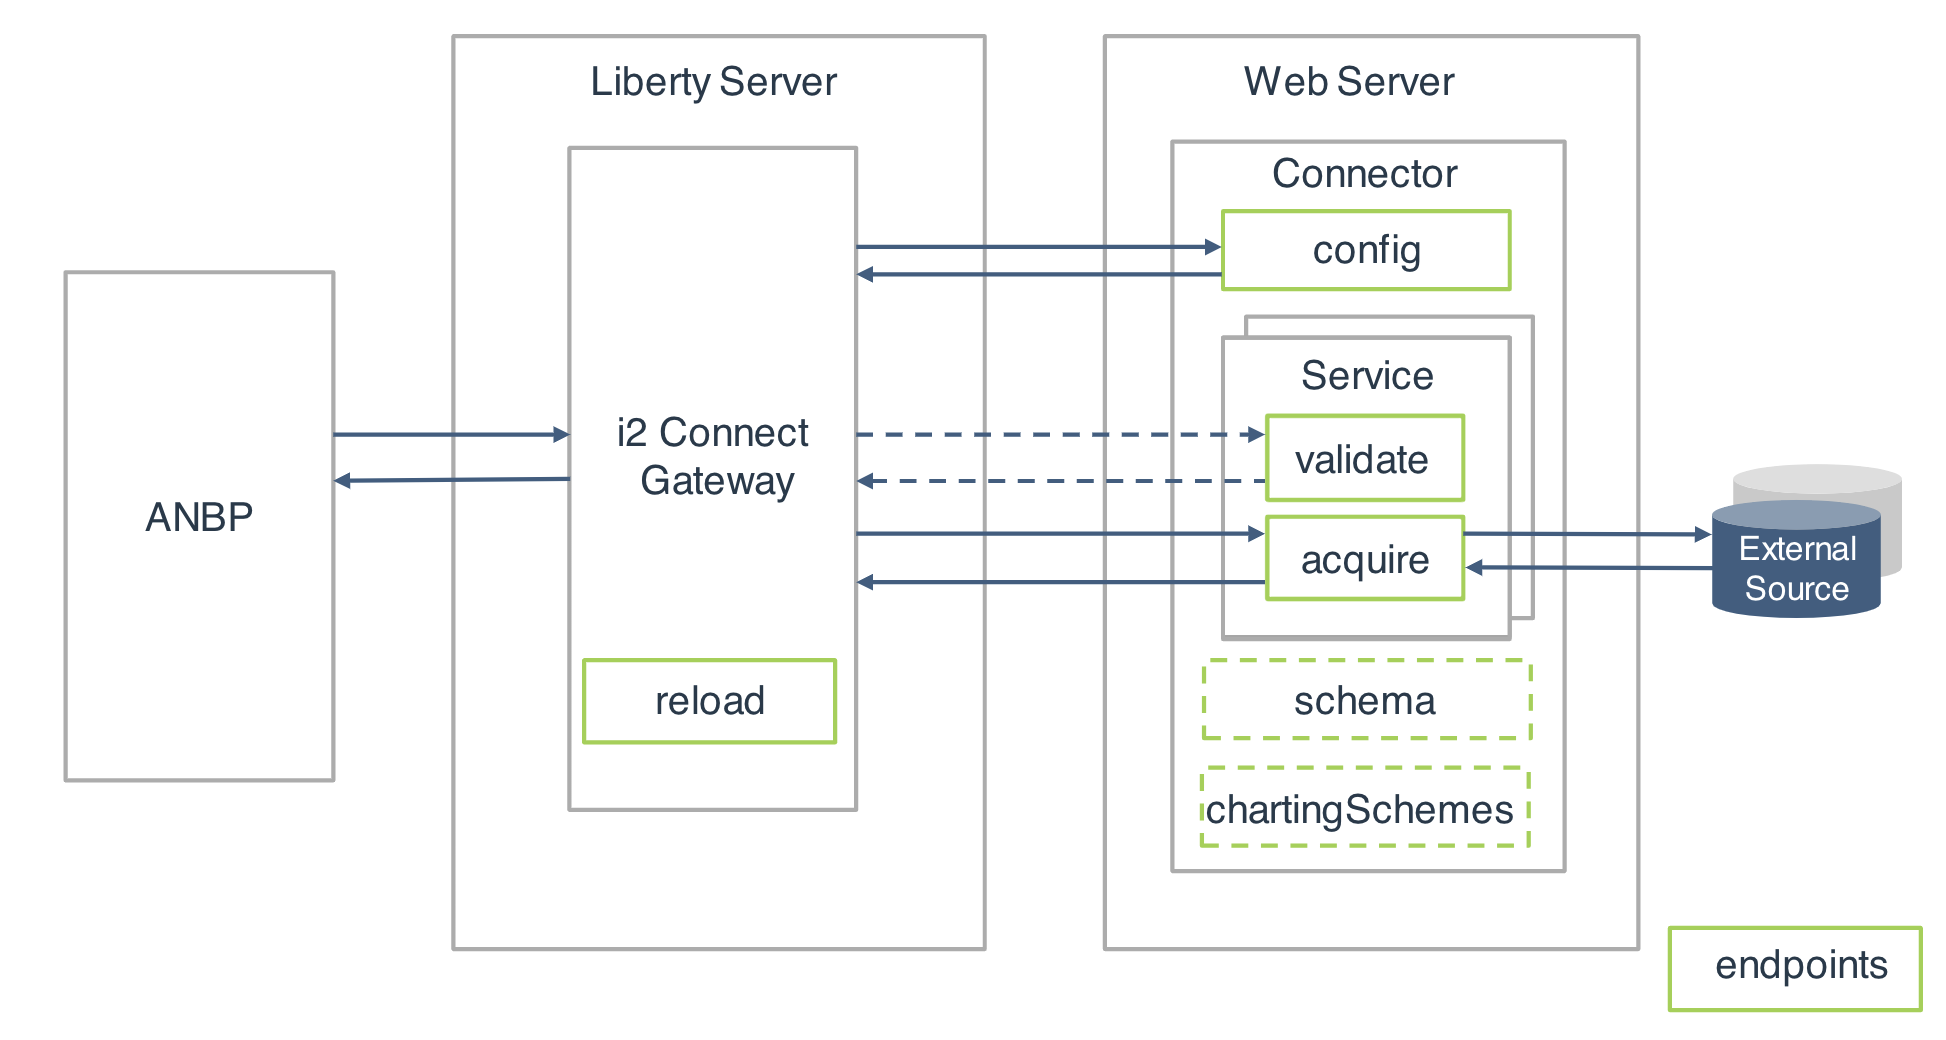 Liberty Server
Web Server
Connector
config
Service
i2 Connect
Gateway
validate
ANBP
acquire
External
Source
reload
schema
chartingSchemes
endpoints